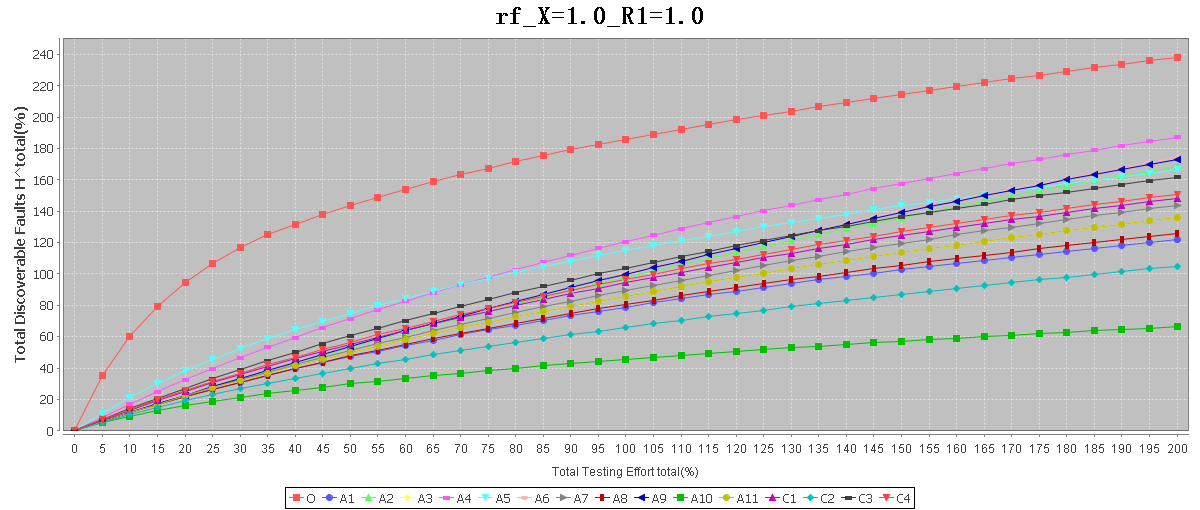 rf_X=1.0_R1=1.0
Total Discoverable Faults H^total(%)
240
220
200
180
160
140
120
100
80
60
40
20
0
0 5 10 15 20 25 30 35 40 45 50 55 60 65 70 75 80 85 90 95 100 105 110 115 120 125 130 135 140 145 150 155 160 165 170 175 180 185 190 195 200
Total Testing Effort total(%)
O A1 A2 A3 A4 A5 A6 A7 A8 A9 A10 A11 C1 C2 C3 C4